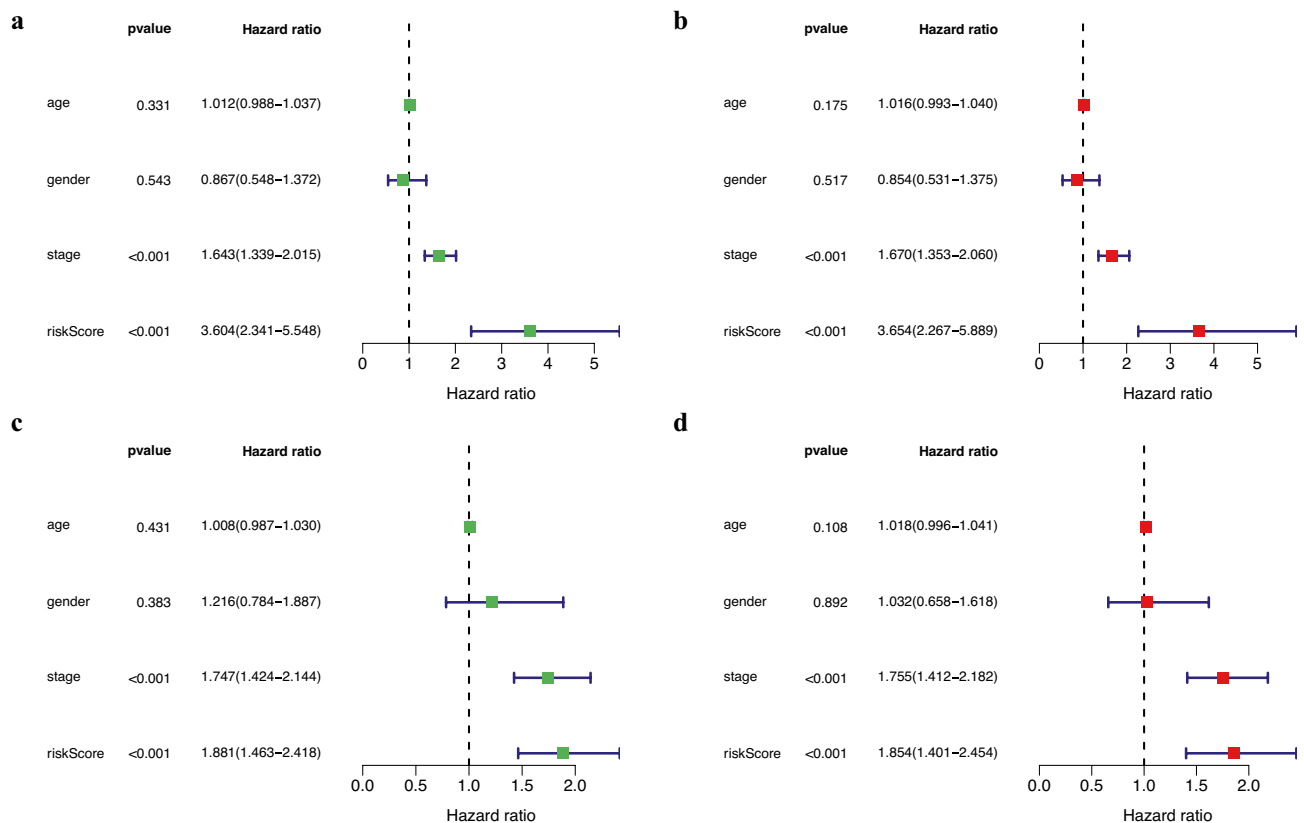 a
pvalue Hazard ratio
age 0.331 1.012(0.988−1.037)
gender 0.543 0.867(0.548−1.372)
stage <0.001 1.643(1.339−2.015)
riskScore <0.001 3.604(2.341−5.548)
0 1 2 3 4 5
Hazard ratio
b
pvalue Hazard ratio
age 0.175 1.016(0.993−1.040)
gender 0.517 0.854(0.531−1.375)
stage <0.001 1.670(1.353−2.060)
riskScore <0.001 3.654(2.267−5.889)
0 1 2 3 4 5
Hazard ratio
c
pvalue Hazard ratio
age 0.431 1.008(0.987−1.030)
gender 0.383 1.216(0.784−1.887)
stage <0.001 1.747(1.424−2.144)
riskScore <0.001 1.881(1.463−2.418)
0.0 0.5 1.0 1.5 2.0
Hazard ratio
d
pvalue Hazard ratio
age 0.108 1.018(0.996−1.041)
gender 0.892 1.032(0.658−1.618)
stage <0.001 1.755(1.412−2.182)
riskScore <0.001 1.854(1.401−2.454)
0.0 0.5 1.0 1.5 2.0
Hazard ratio